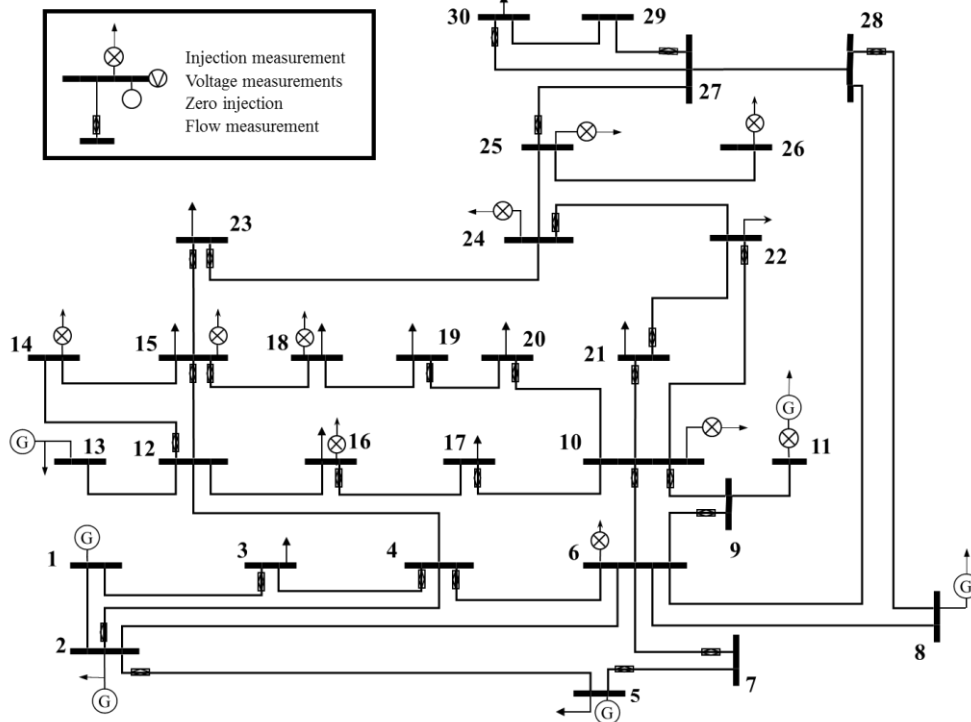 Injection measurement
Voltage measurements
Zero injection
Flow measurement
V
30
29
28
27
25
26
23
24
22
14
15
18
19
20
21
G
13
12
16
17
10
G
11
G
1
3
4
6
9
G
2
8
G
5
G
7